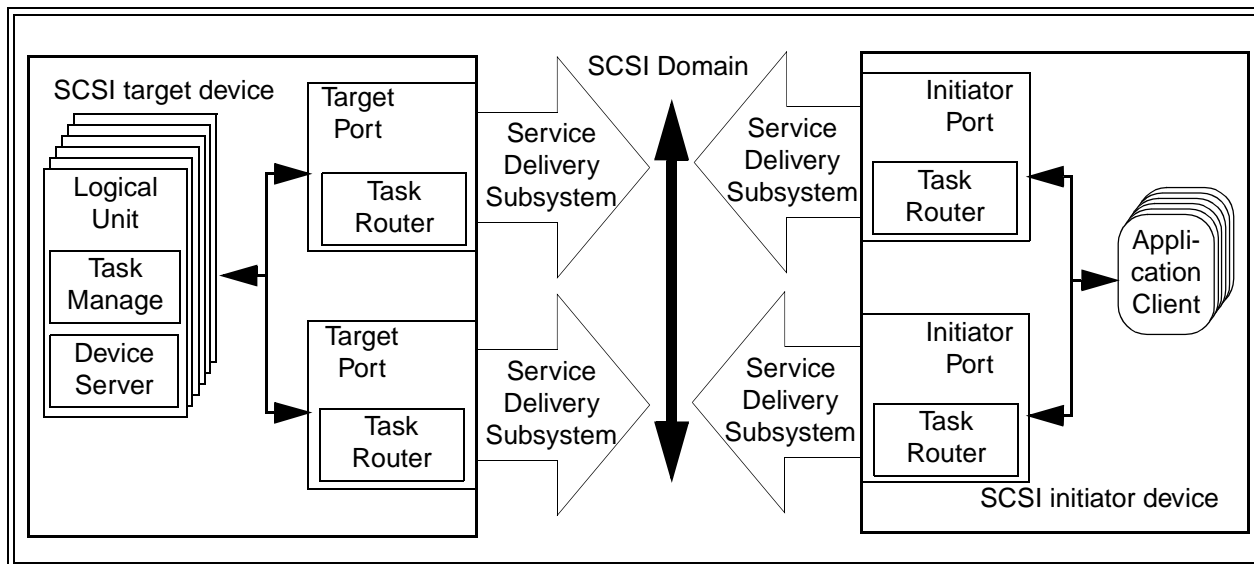 SCSI Domain
SCSI target device
Logical
Unit
Task
Manage
Device
Server
Target
Port
Task
Router
Target
Port
Task
Router
Service
Delivery
Subsystem
Service
Delivery
Subsystem
Service
Delivery
Subsystem
Service
Delivery
Subsystem
Initiator
Port
Task
Router
Initiator
Port
Task
Router
Appli-
cation
Client
SCSI initiator device